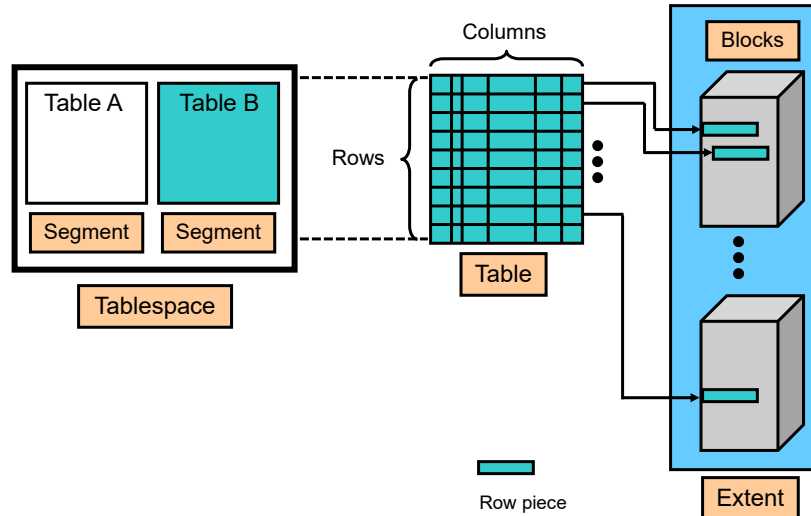 Columns
Blocks
Table A
Table B
Rows
Segment
Segment
Table
Tablespace
Row piece
Extent